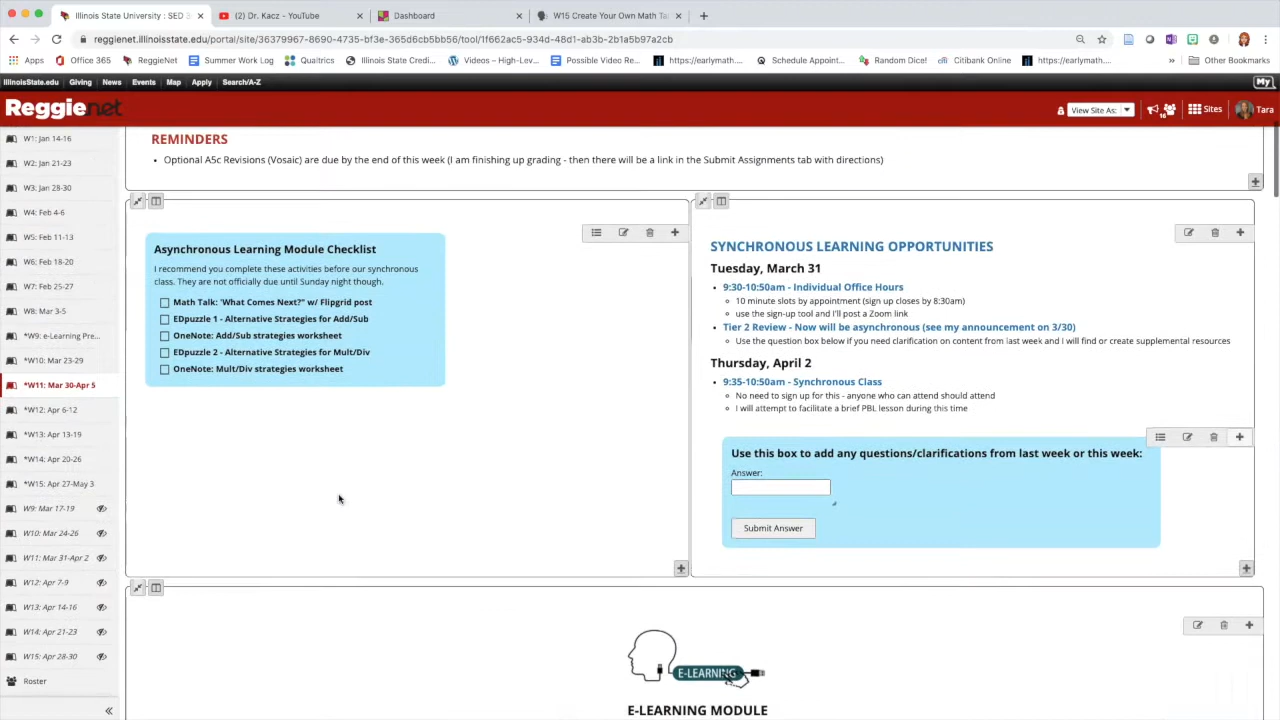 Illinois State University : SED 3
(2) Dr. Kacz - YouTube
Dashboard
W15 Create Your Own Math Ta
reggienet.illinoisstate.edu/portal/site/36379967-8690-4735-bf3e-365d6cb5bb56/tool/1f662ac5-934d-48d1-ab3b-2b1a5b97a2cb
Apps
Office 365
ReggieNet
Summer Work Log
Qualtrics
Illinois State Credi...
Videos – High-Lev...
Possible Video Re...
https://earlymath....
Schedule Appoint...
Random Dice!
Citibank Online
https://earlymath....
»
Other Bookmarks
IllinoisState.edu Giving News Events Map Apply Search/A-Z
My
Reggienet
View Site As:
Sites
Tara
W1: Jan 14-16
W2: Jan 21-23
W3: Jan 28-30
W4: Feb 4-6
W5: Feb 11-13
W6: Feb 18-20
W7: Feb 25-27
W8: Mar 3-5
*W9: e-Learning Pre...
*W10: Mar 23-29
*W11: Mar 30-Apr 5
*W12: Apr 6-12
*W13: Apr 13-19
*W14: Apr 20-26
*W15: Apr 27-May 3
W9: Mar 17-19
W10: Mar 24-26
W11: Mar 31-Apr 2
W12: Apr 7-9
W13: Apr 14-16
W14: Apr 21-23
W15: Apr 28-30
Roster
«
REMINDERS
• Optional A5c Revisions (Vosaic) are due by the end of this week (I am finishing up grading - then there will be a link in the Submit Assignments tab with directions)
Asynchronous Learning Module Checklist
I recommend you complete these activities before our synchronous
class. They are not officially due until Sunday night though.
Math Talk: 'What Comes Next?" w/ Flipgrid post
EDpuzzle 1 - Alternative Strategies for Add/Sub
OneNote: Add/Sub strategies worksheet
EDpuzzle 2 - Alternative Strategies for Mult/Div
OneNote: Mult/Div strategies worksheet
SYNCHRONOUS LEARNING OPPORTUNITIES
Tuesday, March 31
• 9:30-10:50am - Individual Office Hours
10 minute slots by appointment (sign up closes by 8:30am)
use the sign-up tool and I'll post a Zoom link
• Tier 2 Review - Now will be asynchronous (see my announcement on 3/30)
Use the question box below if you need clarification on content from last week and I will find or create supplemental resources
Thursday, April 2
• 9:35-10:50am - Synchronous Class
No need to sign up for this - anyone who can attend should attend
I will attempt to facilitate a brief PBL lesson during this time
Use this box to add any questions/clarifications from last week or this week:
Answer:
Submit Answer
E-LEARNING
E-LEARNING MODULE